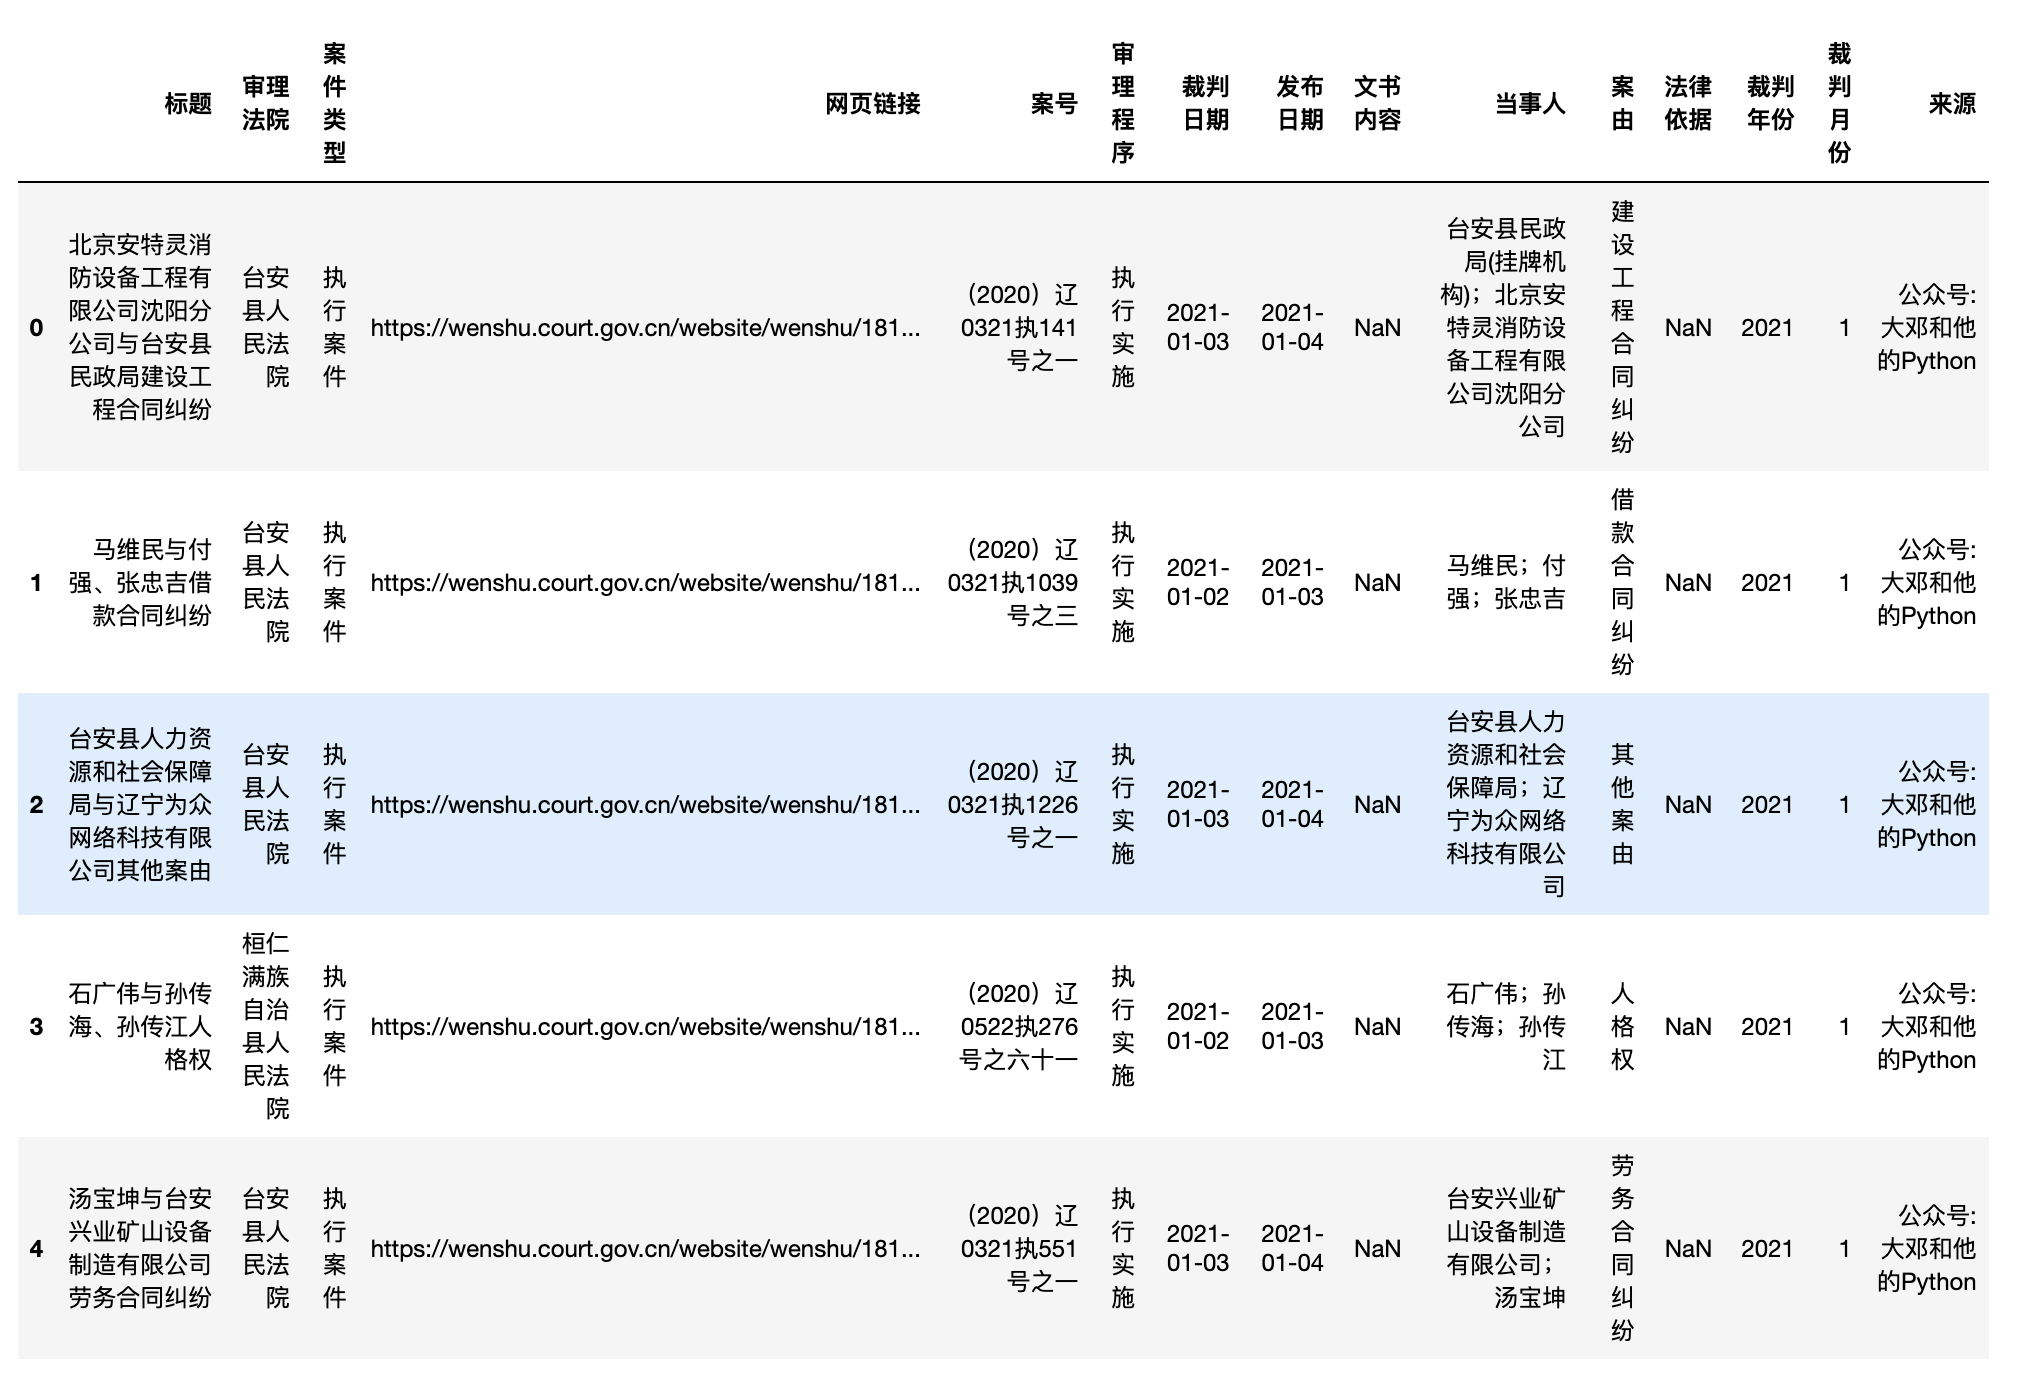 标题
审理
法院
案
件
类
型
网页链接
案号
审
理
程
序
裁判
日期
发布
日期
文书
内容
当事人
案
由
法律
依据
裁判
年份
裁
判
月
份
来源
0
北京安特灵消
防设备工程有
限公司沈阳分
公司与台安县
民政局建设工
程合同纠纷
台安
县人
民法
院
执
行
案
件
https://wenshu.court.gov.cn/website/wenshu/181...
（2020）辽
0321执141
号之一
执
行
实
施
2021-
01-03
2021-
01-04
NaN
台安县民政
局(挂牌机
构)；北京安
特灵消防设
备工程有限
公司沈阳分
公司
建
设
工
程
合
同
纠
纷
NaN
2021
1
公众号:
大邓和他
的Python
1
马维民与付
强、张忠吉借
款合同纠纷
台安
县人
民法
院
执
行
案
件
https://wenshu.court.gov.cn/website/wenshu/181...
（2020）辽
0321执1039
号之三
执
行
实
施
2021-
01-02
2021-
01-03
NaN
马维民；付
强；张忠吉
借
款
合
同
纠
纷
NaN
2021
1
公众号:
大邓和他
的Python
2
台安县人力资
源和社会保障
局与辽宁为众
网络科技有限
公司其他案由
台安
县人
民法
院
执
行
案
件
https://wenshu.court.gov.cn/website/wenshu/181...
（2020）辽
0321执1226
号之一
执
行
实
施
2021-
01-03
2021-
01-04
NaN
台安县人力
资源和社会
保障局；辽
宁为众网络
科技有限公
司
其
他
案
由
NaN
2021
1
公众号:
大邓和他
的Python
3
石广伟与孙传
海、孙传江人
格权
桓仁
满族
自治
县人
民法
院
执
行
案
件
https://wenshu.court.gov.cn/website/wenshu/181...
（2020）辽
0522执276
号之六十一
执
行
实
施
2021-
01-02
2021-
01-03
NaN
石广伟；孙
传海；孙传
江
人
格
权
NaN
2021
1
公众号:
大邓和他
的Python
4
汤宝坤与台安
兴业矿山设备
制造有限公司
劳务合同纠纷
台安
县人
民法
院
执
行
案
件
https://wenshu.court.gov.cn/website/wenshu/181...
（2020）辽
0321执551
号之一
执
行
实
施
2021-
01-03
2021-
01-04
NaN
台安兴业矿
山设备制造
有限公司；
汤宝坤
劳
务
合
同
纠
纷
NaN
2021
1
公众号:
大邓和他
的Python